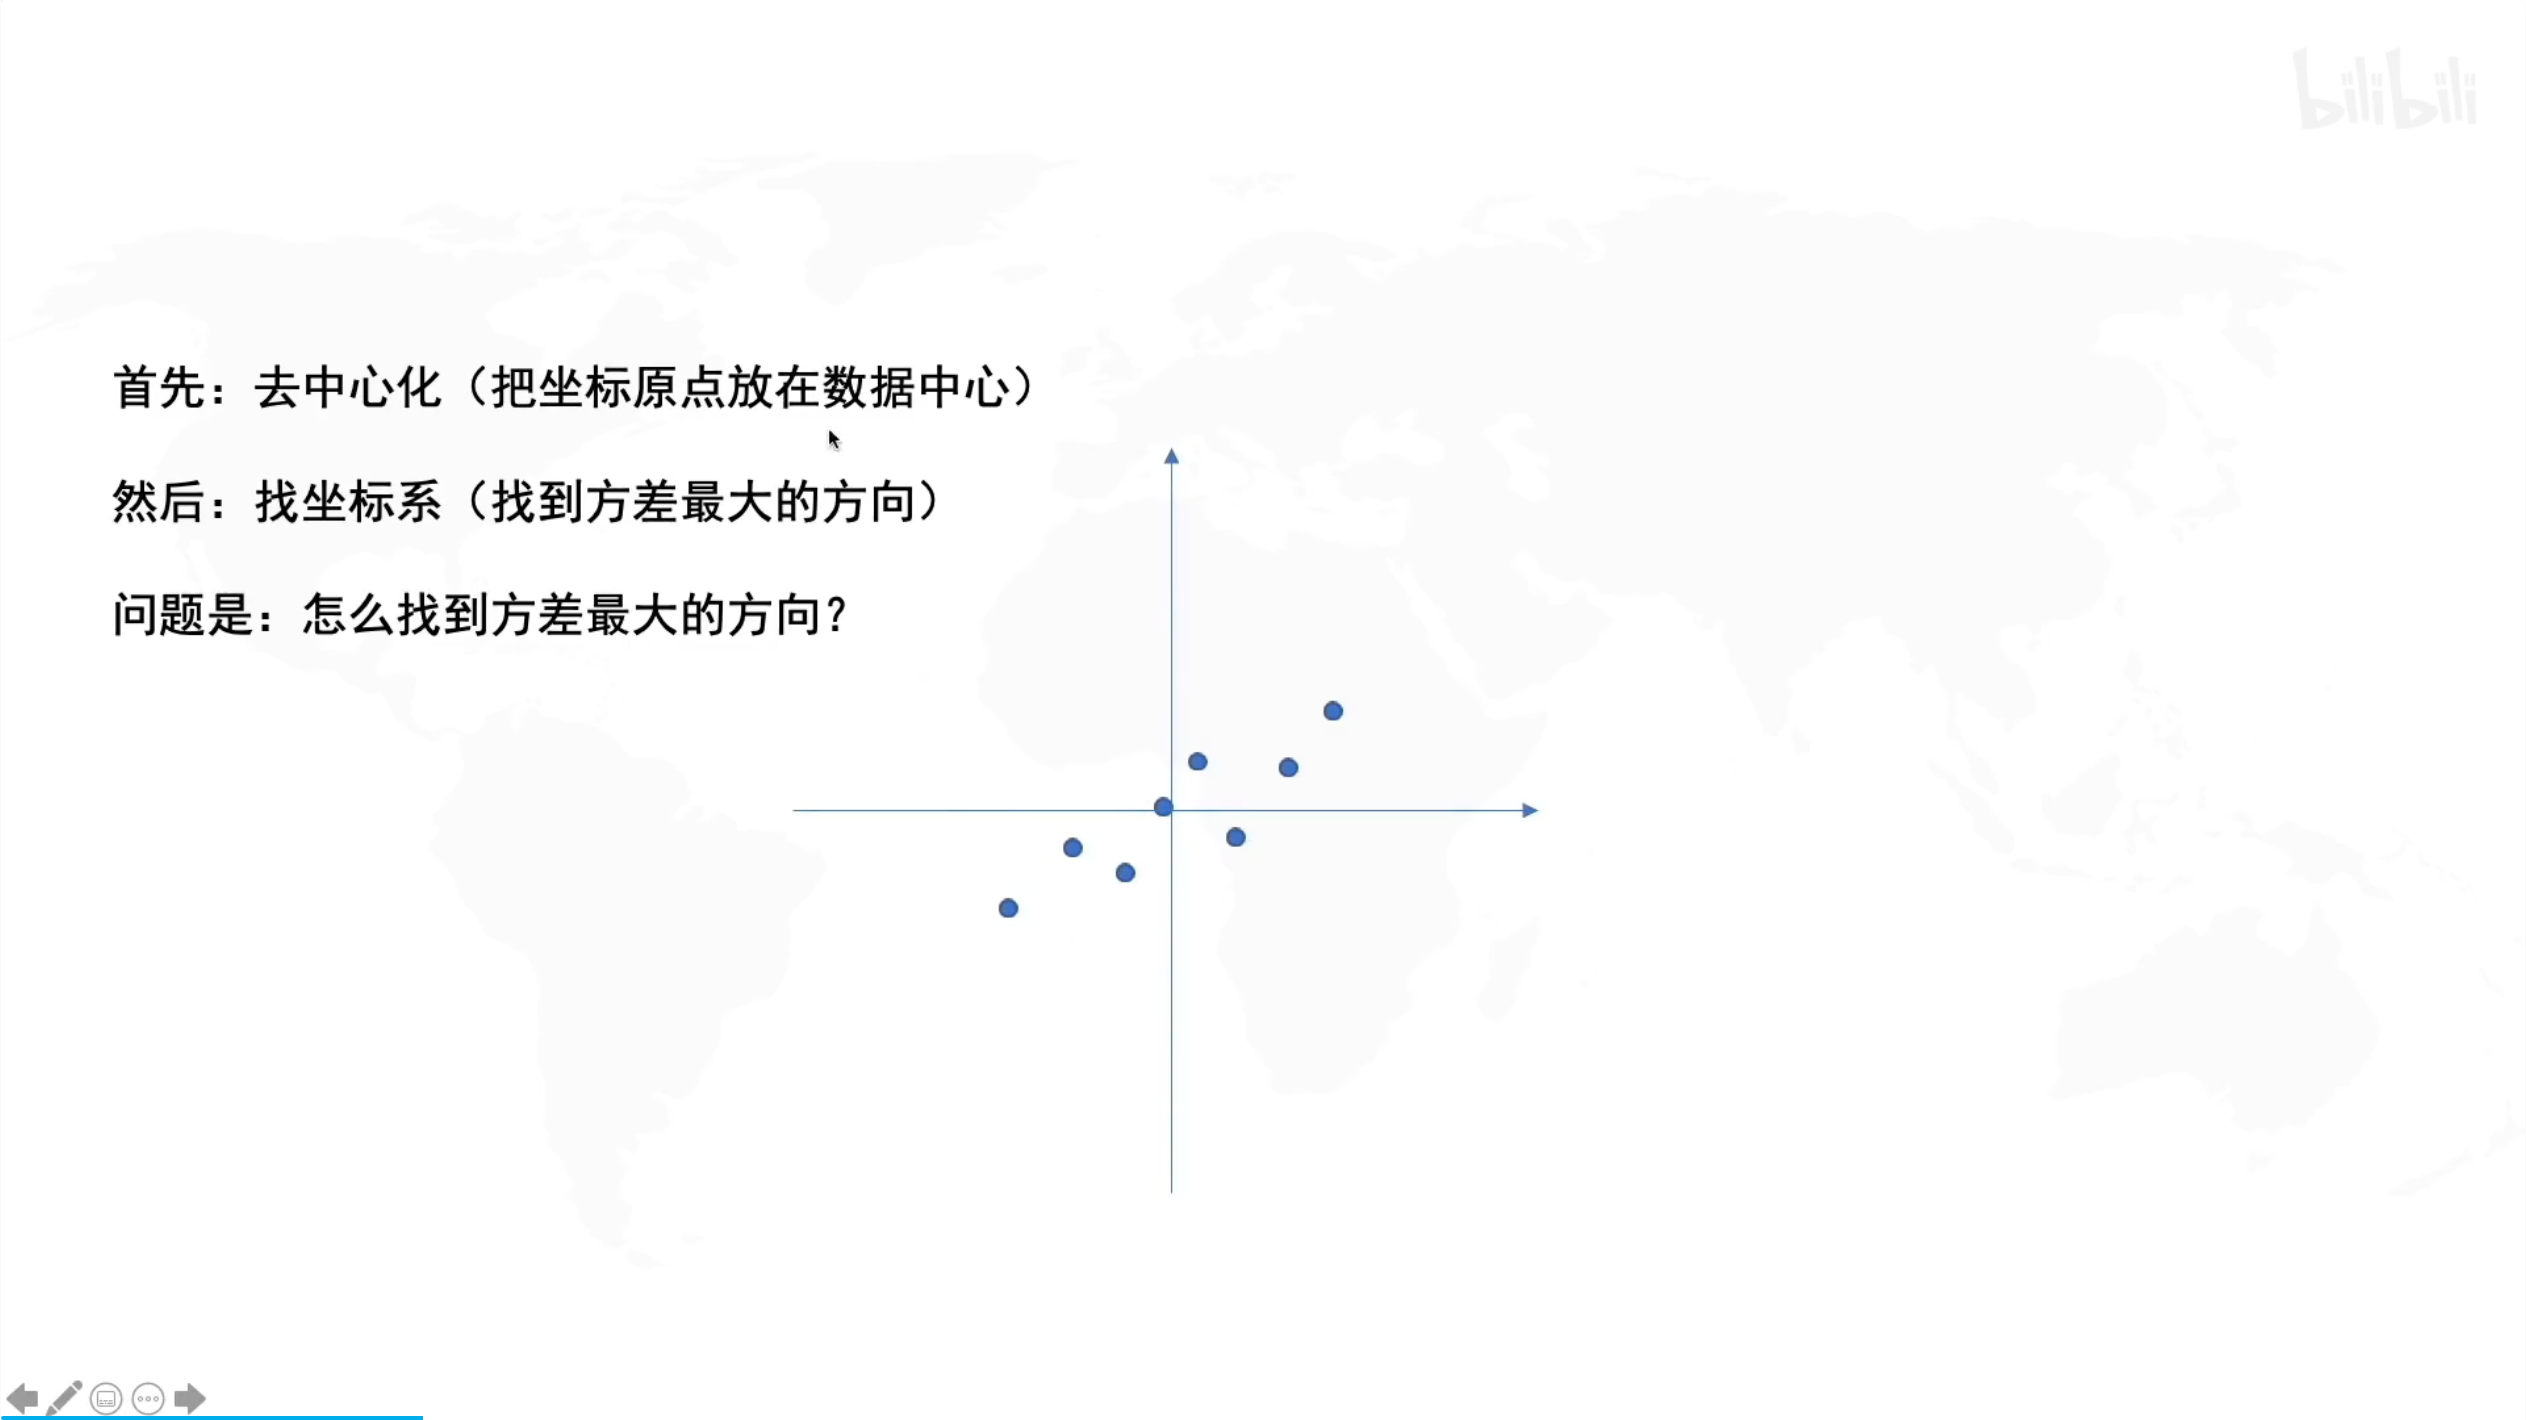 bilibili
首先：去中心化（把坐标原点放在数据中心）
然后：找坐标系（找到方差最大的方向）
问题是：怎么找到方差最大的方向？